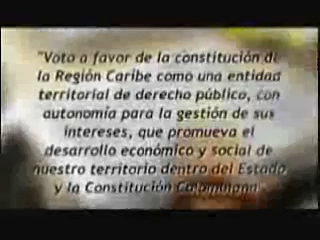 "Voto a favor de la constitución de
la Región Caribe como una entidad
territorial de derecho público, con
autonomía para la gestión de sus
intereses, que promueva el
desarrollo económico y social de
nuestro territorio dentro del Estado
y la Constitución Colombiana"